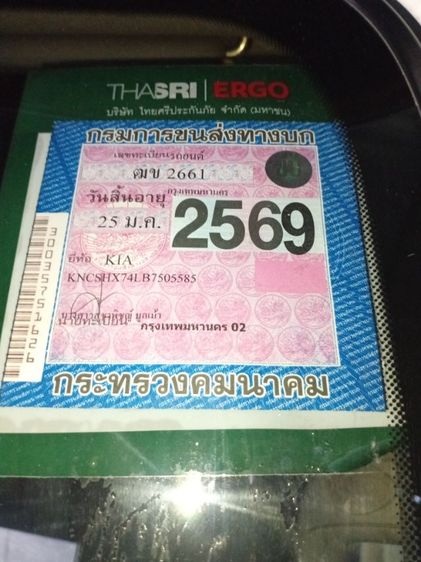 THASRI | ERGO
บริษัท ไทยศรีประกันภัย จำกัด (มหาชน)
กรมการขนส่งทางบก
เลขทะเบียนรถยนต์
ฒข 2661
กรุงเทพมหานคร
วันสิ้นอายุ
25 ม.ค. 2569
ยี่ห้อ KIA
KNCSHX74LB7505585
นายทะเบียน
กรุงเทพมหานคร 02
3003575751626
กระทรวงคมนาคม